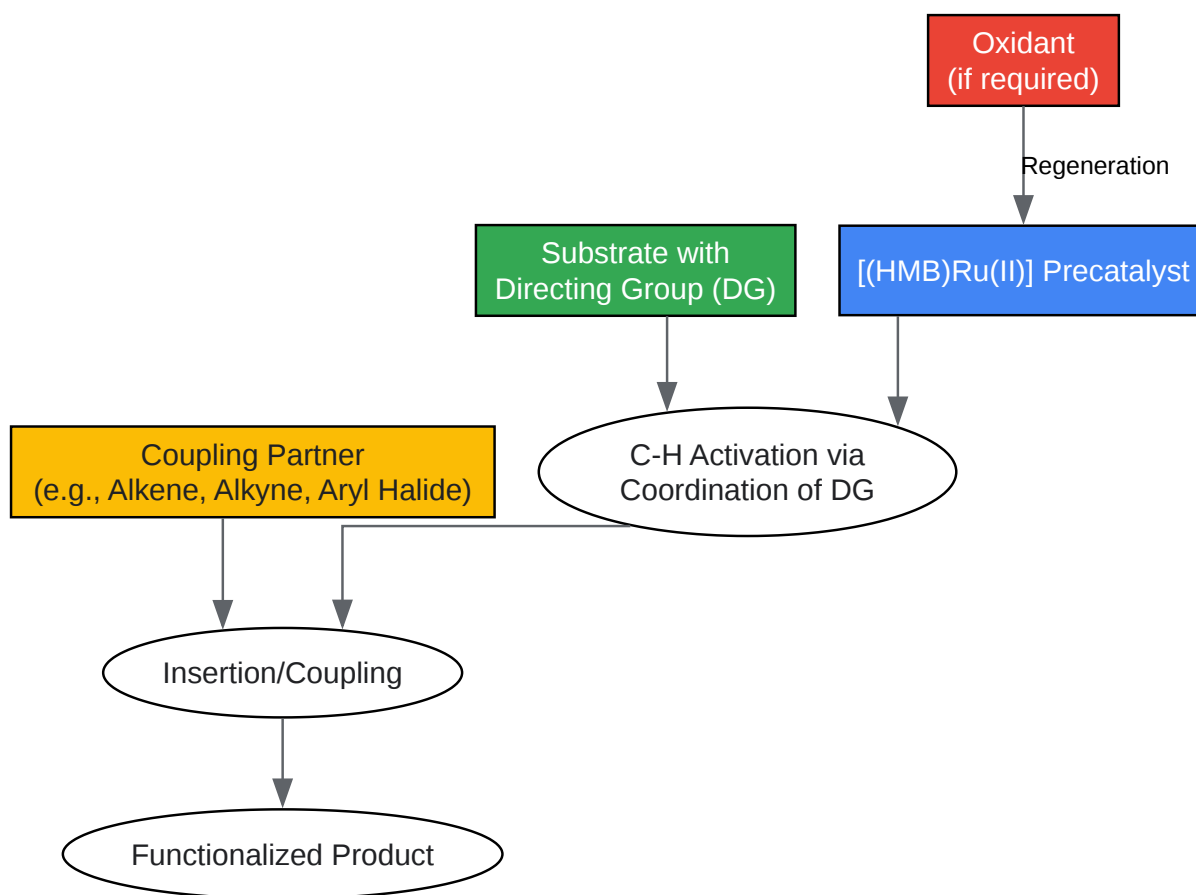 Oxidant
(if required)
Regeneration
Substrate with
Directing Group (DG)
[(HMB)Ru(II)] Precatalyst
Coupling Partner
(e.g., Alkene, Alkyne, Aryl Halide)
C-H Activation via
Coordination of DG
Insertion/Coupling
Functionalized Product